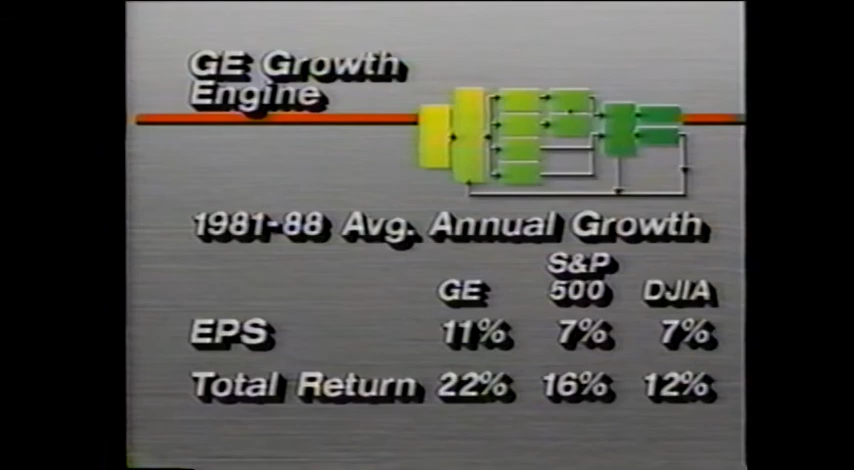 GE Growth
Engine
1981-88 Avg. Annual Growth
S&P
GE 500 DJIA
EPS 11% 7% 7%
Total Return 22% 16% 12%